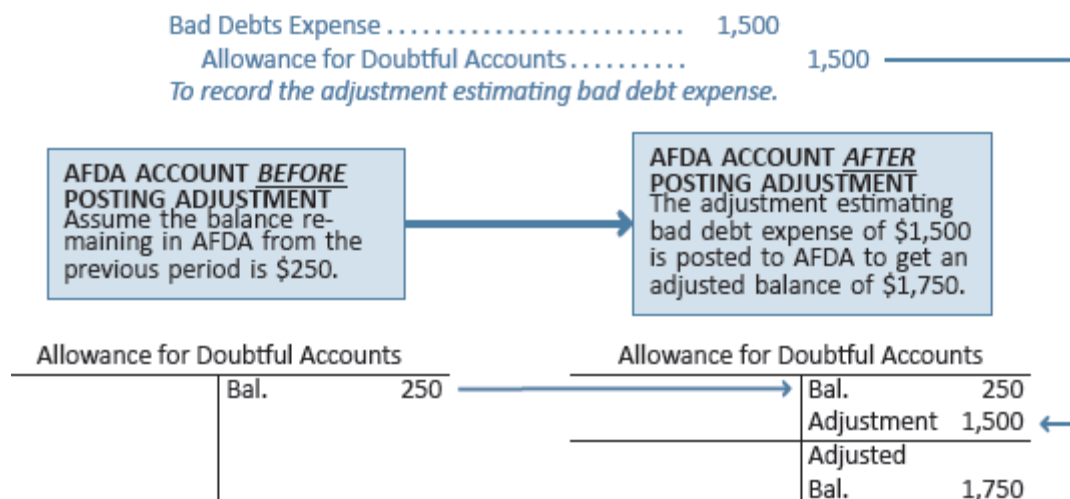 Bad Debts Expense ......................... 1,500
Allowance for Doubtful Accounts .......... 1,500
To record the adjustment estimating bad debt expense.
AFDA ACCOUNT BEFORE
POSTING ADJUSTMENT
Assume the balance re-
maining in AFDA from the
previous period is $250.
AFDA ACCOUNT AFTER
POSTING ADJUSTMENT
The adjustment estimating
bad debt expense of $1,500
is posted to AFDA to get an
adjusted balance of $1,750.
Allowance for Doubtful Accounts
Bal. 250
Allowance for Doubtful Accounts
Bal. 250
Adjustment 1,500
Adjusted
Bal. 1,750